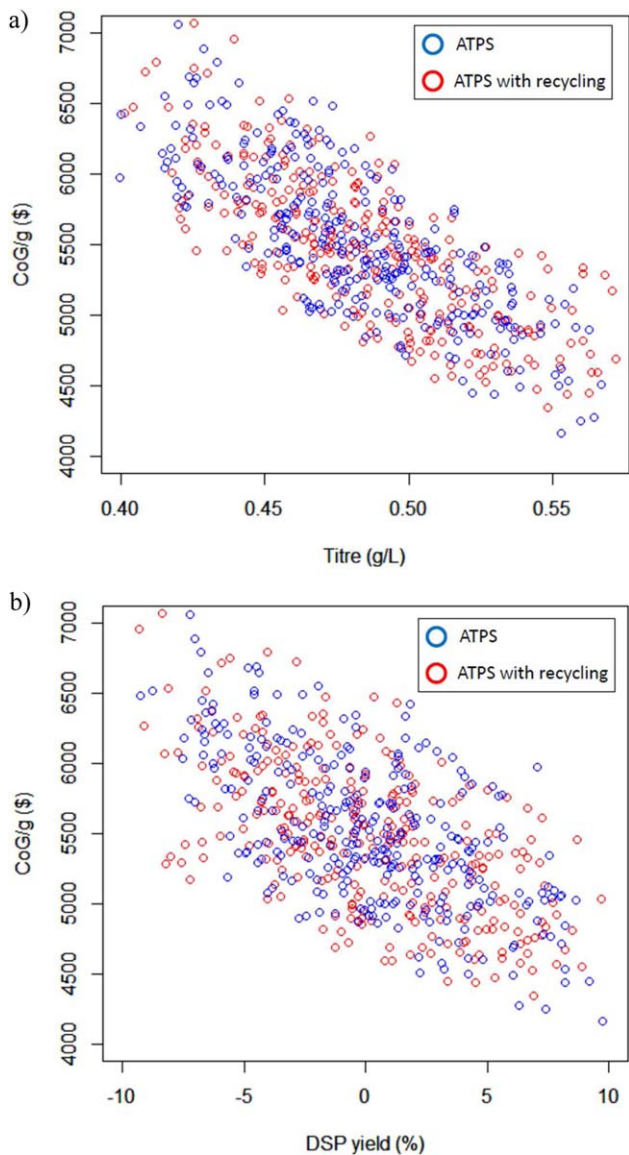 a)
7000
6500
6000
5500
5000
4500
4000
CoG/g ($)
ATPS
ATPS with recycling
0.40 0.45 0.50 0.55
Titre (g/L)
b)
7000
6500
6000
5500
5000
4500
4000
CoG/g ($)
ATPS
ATPS with recycling
-10 -5 0 5 10
DSP yield (%)